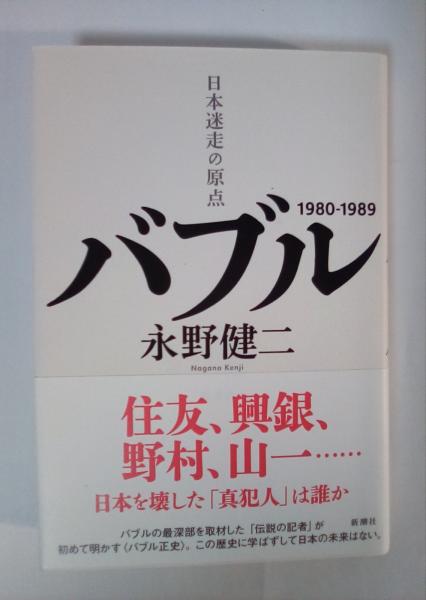 日本迷走の原点
1980-1989
バブル
永野健二
Nagano Kenji
住友、興銀、
野村、山一……
日本を壊した「真犯人」は誰か
バブルの最深部を取材した「伝説の記者」が
初めて明かす〈バブル正史〉。この歴史に学ばずして日本の未来はない。
新潮社